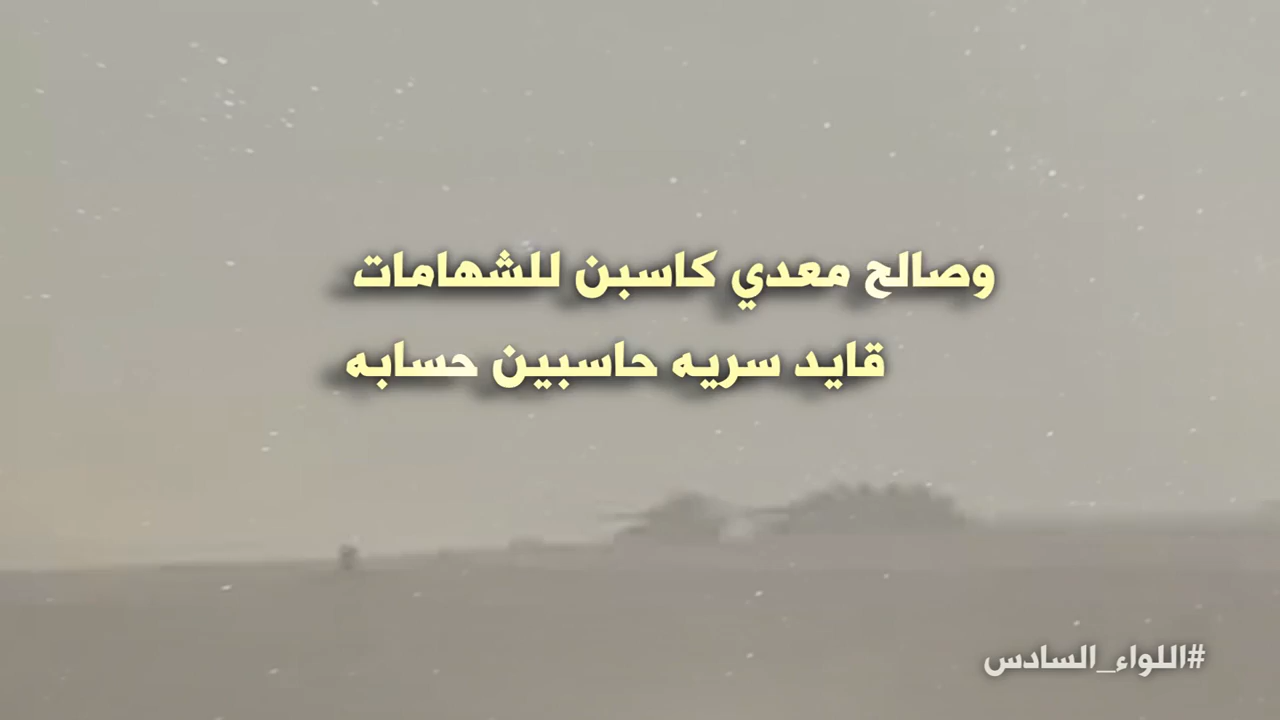 وصالح معدي كاسبن للشهامات
قايد سريه حاسبين حسابه
#اللواء_السادس